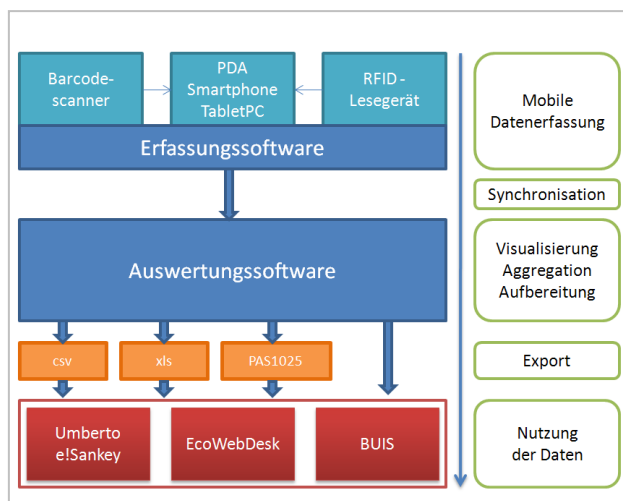 Barcode-
scanner
PDA
Smartphone
TabletPC
RFID -
Lesegerät
Mobile
Datenerfassung
Erfassungssoftware
Synchronisation
Auswertungssoftware
Visualisierung
Aggregation
Aufbereitung
csv
xls
PAS1025
Export
Umberto
e!Sankey
EcoWebDesk
BUIS
Nutzung
der Daten